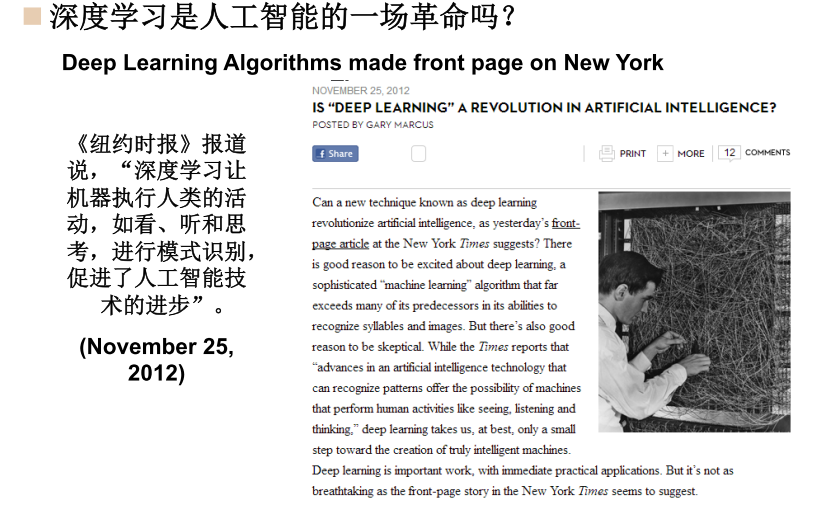 深度学习是人工智能的一场革命吗？
Deep Learning Algorithms made front page on New York
《纽约时报》报道
说，“深度学习让
机器执行人类的活
动，如看、听和思
考，进行模式识别，
促进了人工智能技
术的进步”。
(November 25,
2012)
NOVEMBER 25, 2012
IS “DEEP LEARNING” A REVOLUTION IN ARTIFICIAL INTELLIGENCE?
POSTED BY GARY MARCUS
f Share
PRINT + MORE 12 COMMENTS
Can a new technique known as deep learning
revolutionize artificial intelligence, as yesterday’s front-
page article at the New York Times suggests? There
is good reason to be excited about deep learning, a
sophisticated “machine learning” algorithm that far
exceeds many of its predecessors in its abilities to
recognize syllables and images. But there’s also good
reason to be skeptical. While the Times reports that
“advances in an artificial intelligence technology that
can recognize patterns offer the possibility of machines
that perform human activities like seeing, listening and
thinking,” deep learning takes us, at best, only a small
step toward the creation of truly intelligent machines.
Deep learning is important work, with immediate practical applications. But it’s not as
breathtaking as the front-page story in the New York Times seems to suggest.